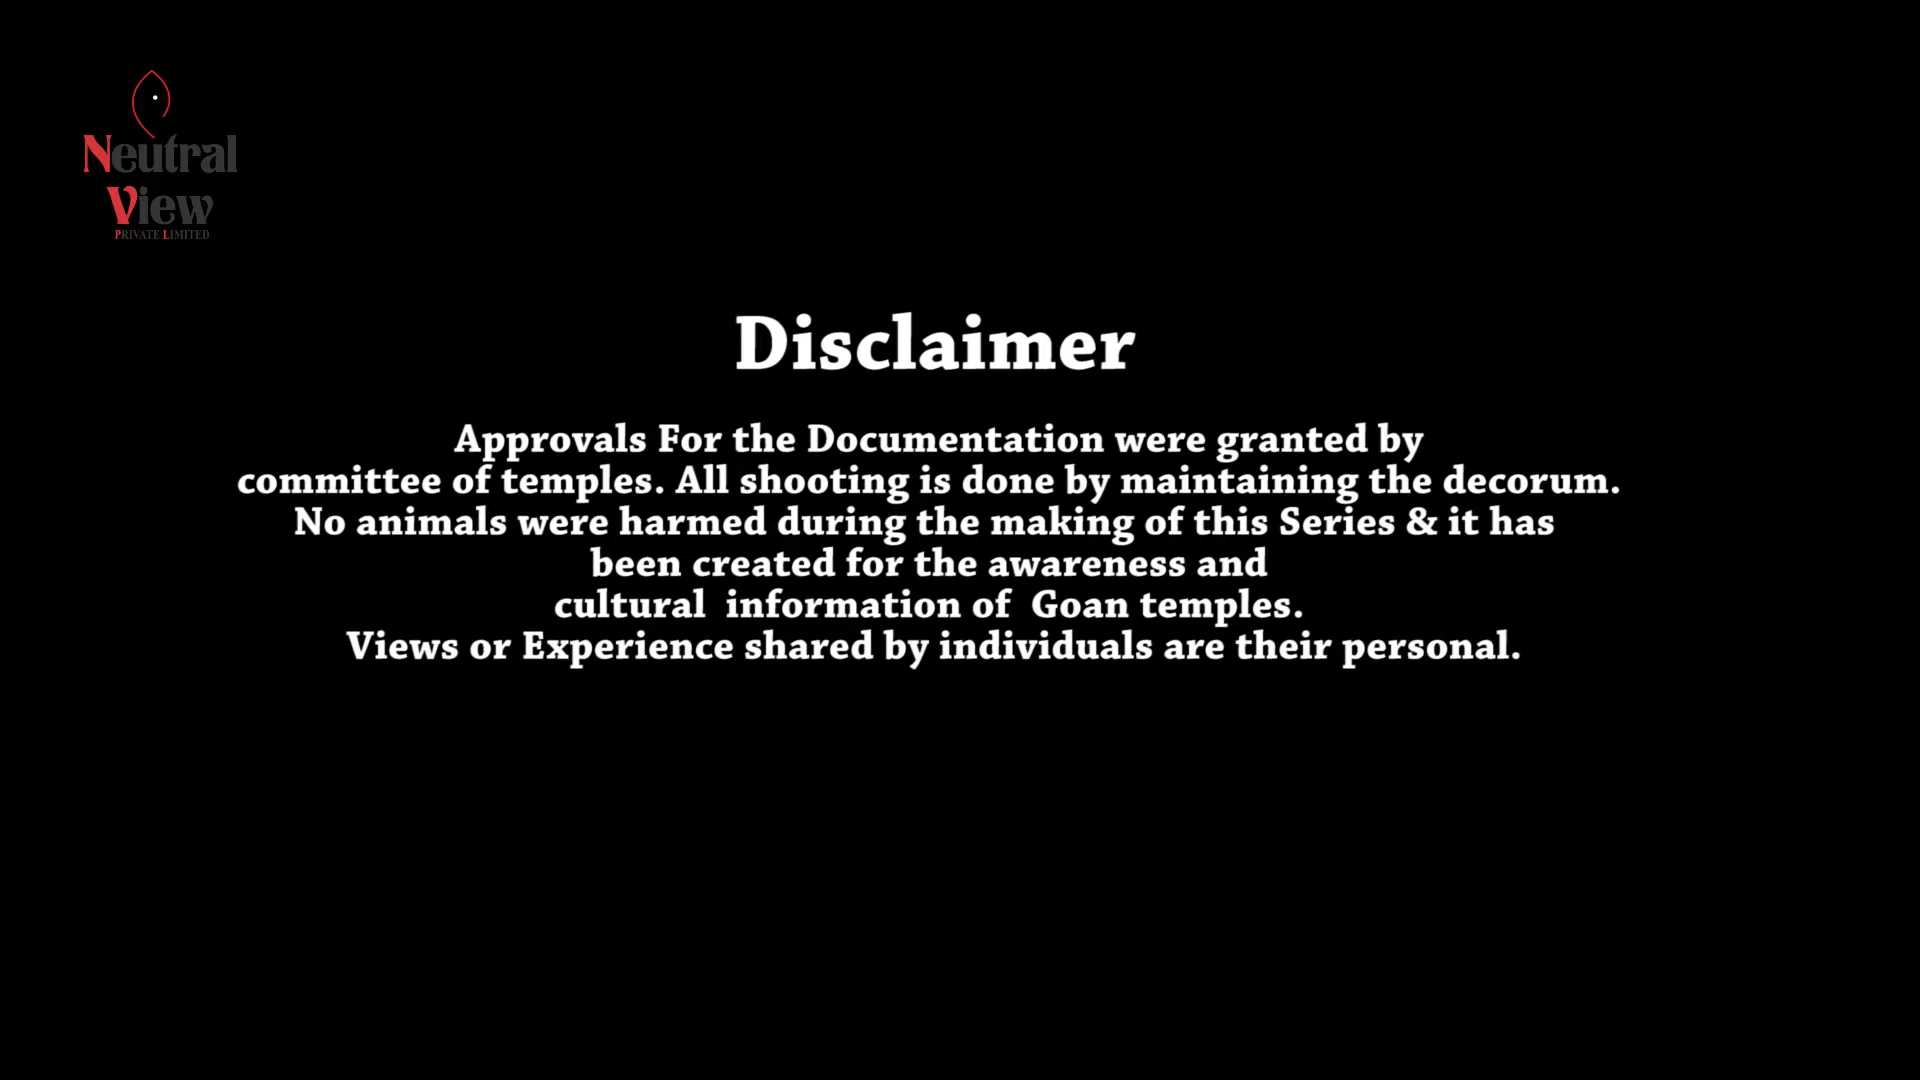 Neutral
View
PRIVATE LIMITED
Disclaimer
Approvals For the Documentation were granted by
committee of temples. All shooting is done by maintaining the decorum.
No animals were harmed during the making of this Series & it has
been created for the awareness and
cultural information of Goan temples.
Views or Experience shared by individuals are their personal.